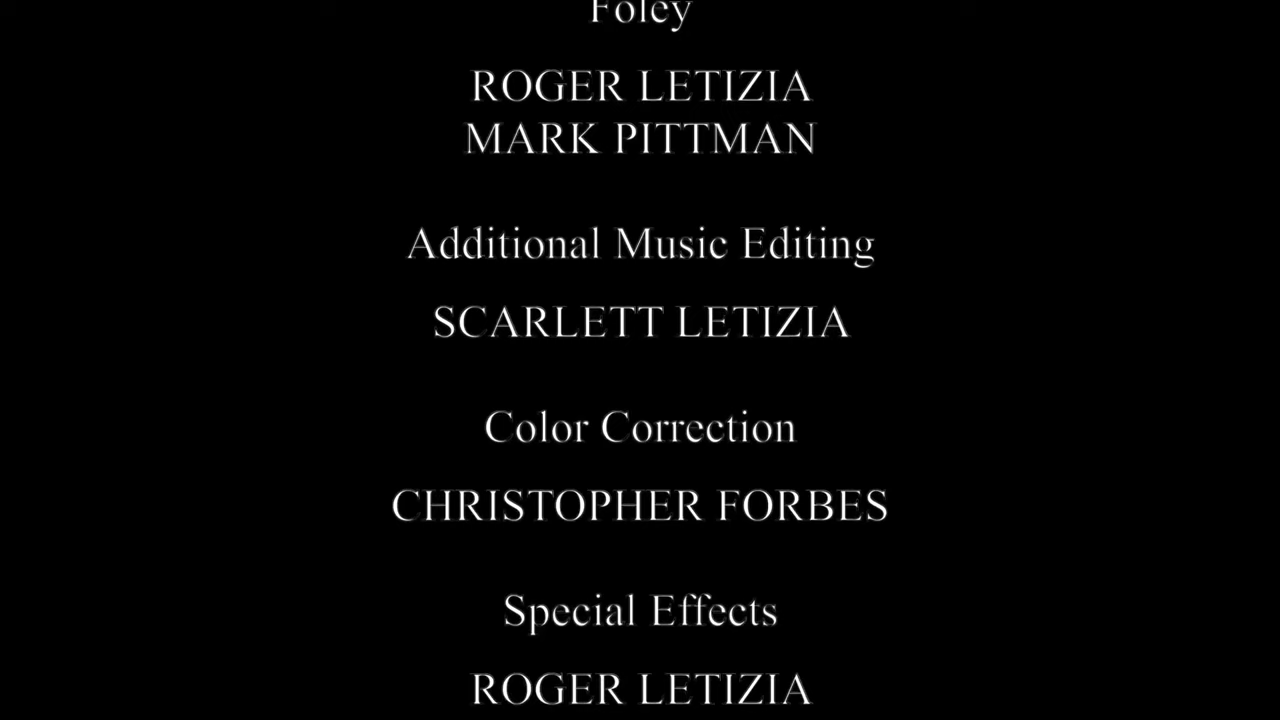 Foley
ROGER LETIZIA
MARK PITTMAN
Additional Music Editing
SCARLETT LETIZIA
Color Correction
CHRISTOPHER FORBES
Special Effects
ROGER LETIZIA